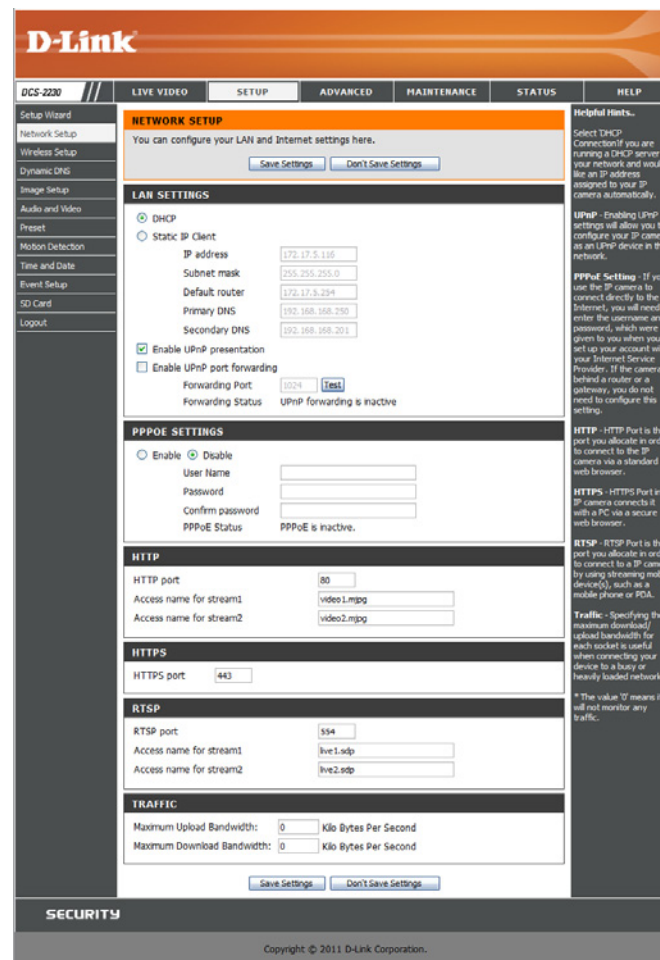 D-Link
DCS-2230 LIVE VIDEO SETUP ADVANCED MAINTENANCE STATUS HELP
Setup Wizard
Network Setup
Wireless Setup
Dynamic DNS
Image Setup
Audio and Video
Preset
Motion Detection
Time and Date
Event Setup
SD Card
Logout
NETWORK SETUP
You can configure your LAN and Internet settings here.
Save Settings Don't Save Settings
LAN SETTINGS
DHCP
Static IP Client
IP address 172.17.5.116
Subnet mask 255.255.255.0
Default router 172.17.5.254
Primary DNS 192.168.168.250
Secondary DNS 192.168.168.201
Enable UPnP presentation
Enable UPnP port forwarding
Forwarding Port 1024 Test
Forwarding Status UPnP forwarding is inactive
PPPOE SETTINGS
Enable Disable
User Name
Password
Confirm password
PPPoE Status PPPoE is inactive.
HTTP
HTTP port 80
Access name for stream1 video1.mjpg
Access name for stream2 video2.mjpg
HTTPS
HTTPS port 443
RTSP
RTSP port 554
Access name for stream1 live1.sdp
Access name for stream2 live2.sdp
TRAFFIC
Maximum Upload Bandwidth: 0 Kilo Bytes Per Second
Maximum Download Bandwidth: 0 Kilo Bytes Per Second
Save Settings Don't Save Settings
Helpful Hints..
Select 'DHCP
Connection'if you are
running a DHCP server
your network and
like an IP address
assigned to your IP
camera automatically.
UPnP - Enabling UPnP
settings will allow you
configure your IP
as an UPnP device in
network.
PPPoE Setting - If
use the IP camera to
connect directly to the
Internet, you will need
enter the username
password, which were
given to you when you
set up your account
your Internet Service
Provider. If the camera
behind a router or a
gateway, you do not
need to configure this
setting.
HTTP - HTTP Port is
port you allocate in
to connect to the IP
camera via a standard
web browser.
HTTPS - HTTPS Port
IP camera connects it
with a PC via a secure
web browser.
RTSP - RTSP Port is
port you allocate in
to connect to a IP
by using streaming
device(s), such as a
mobile phone or PDA.
Traffic - Specifying
maximum download/
upload bandwidth for
each socket is useful
when connecting your
device to a busy or
heavily loaded network
* The value '0' means
will not monitor any
traffic.
SECURITY
Copyright © 2011 D-Link Corporation.